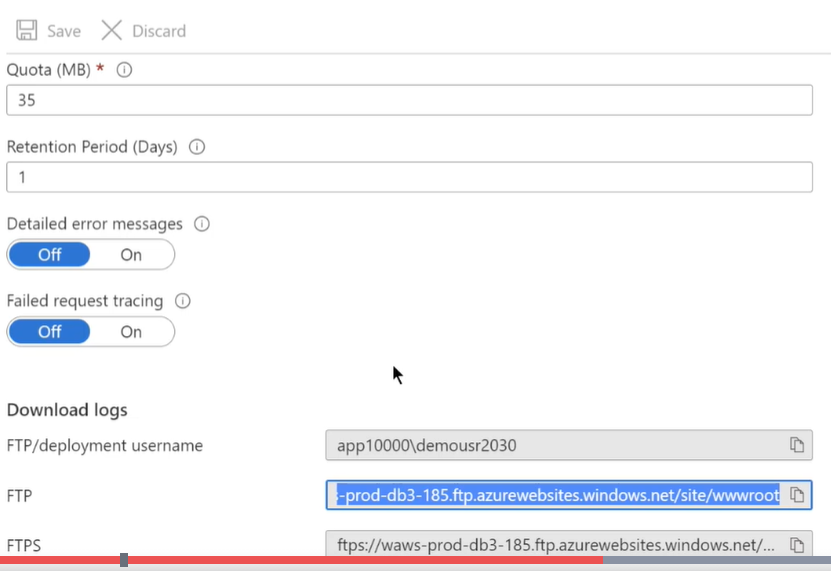 Save Discard
Quota (MB) *
35
Retention Period (Days)
1
Detailed error messages
Off On
Failed request tracing
Off On
Download logs
FTP/deployment username app10000\demousr2030
FTP s-prod-db3-185.ftp.azurewebsites.windows.net/site/wwwroot
FTPS ftps://waws-prod-db3-185.ftp.azurewebsites.windows.net/...